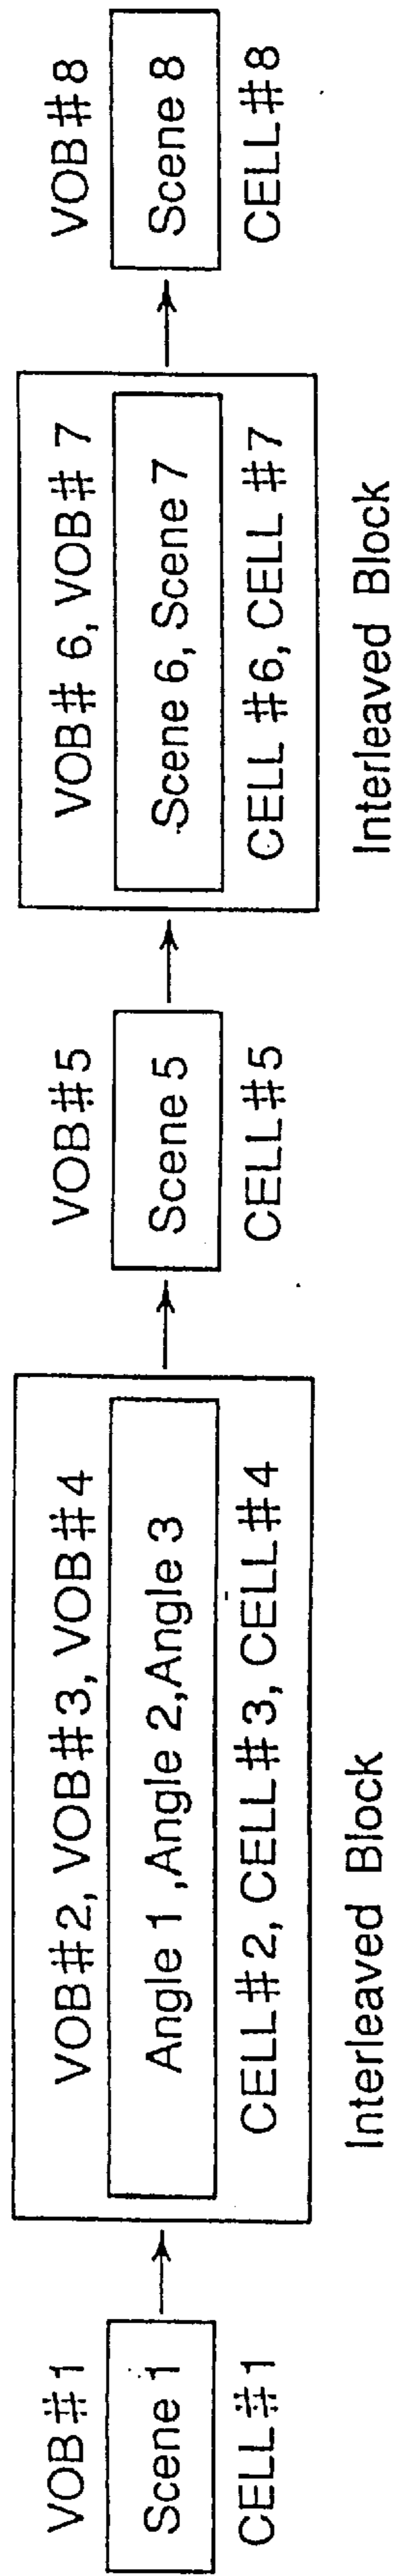 VOB#1
Scene 1
CELL#1
VOB#2, VOB#3, VOB#4
Angle 1 ,Angle 2,Angle 3
CELL#2, CELL#3, CELL#4
Interleaved Block
VOB#5
Scene 5
CELL#5
VOB# 6, VOB# 7
Scene 6, Scene 7
CELL #6, CELL #7
Interleaved Block
VOB#8
Scene 8
CELL#8